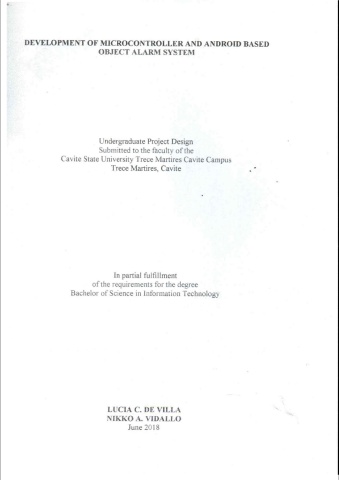 DEVELOPMENT OF MICROCONTROLLER AND ANDROID BASED
OBJECT ALARM SYSTEM
Undergraduate Project Design
Submitted to the faculty of the
Cavite State University Trece Martires Cavite Campus
Trece Martires, Cavite
In partial fulfillment
of the requirements for the degree
Bachelor of Science in Information Technology
LUCIA C. DE VILLA
NIKKO A. VIDALLO
June 2018